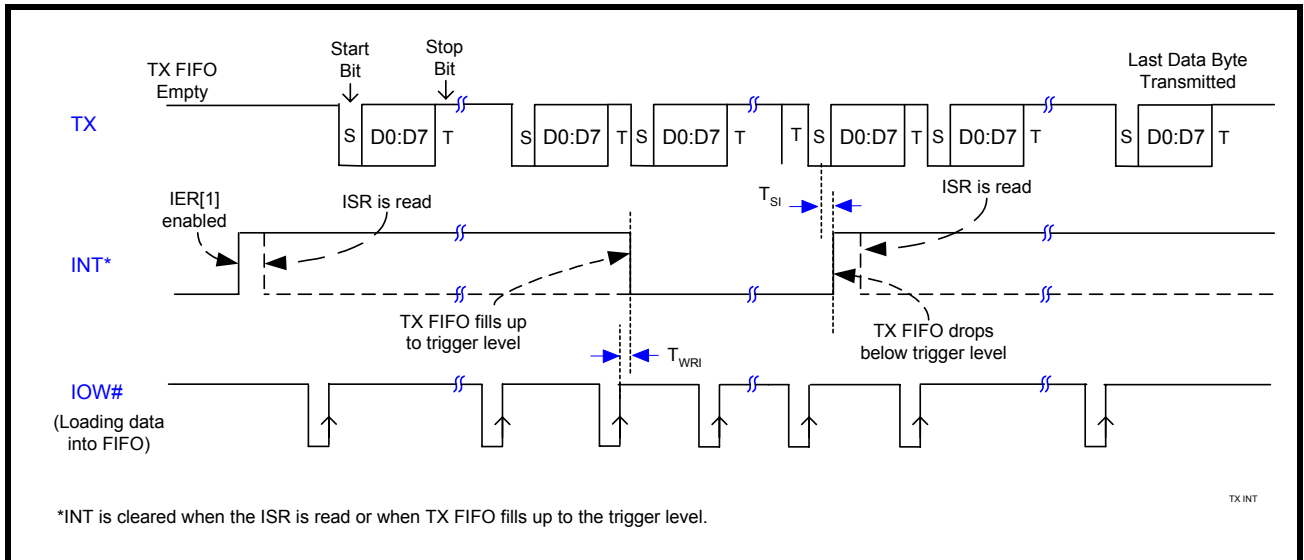 Start
Bit
Stop
Bit
TX FIFO
Empty
Last Data Byte
Transmitted
TX
S D0:D7 T S D0:D7 T S D0:D7 T T S D0:D7 T S D0:D7 T S D0:D7 T
IER[1]
enabled
ISR is read
TSI
ISR is read
INT*
TX FIFO fills up
to trigger level
TX FIFO drops
below trigger level
TWRI
IOW#
(Loading data
into FIFO)
TX INT
*INT is cleared when the ISR is read or when TX FIFO fills up to the trigger level.